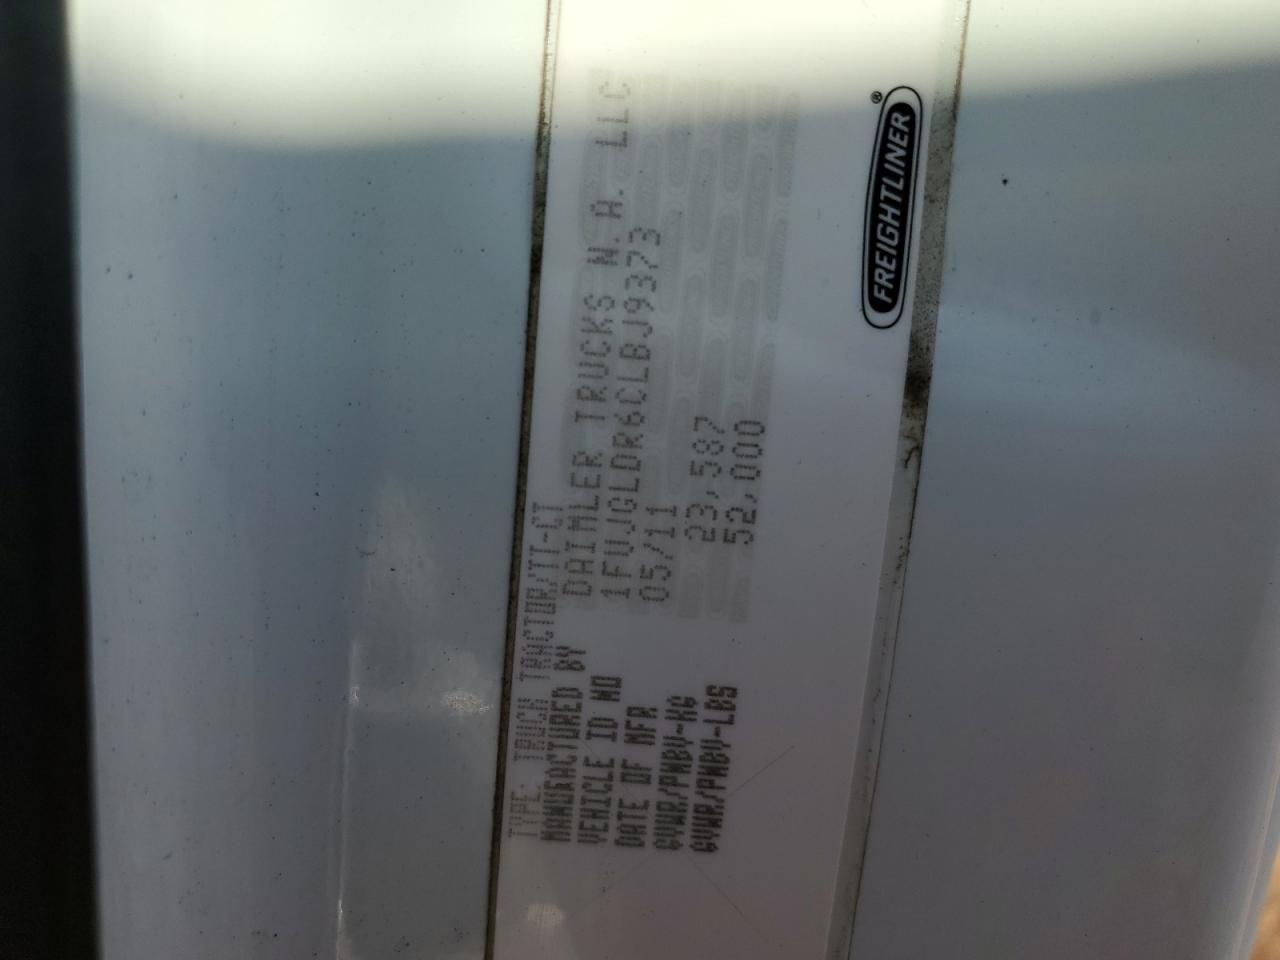 TYPE: TRUCK TRACTOR/TT-CT
MANUFACTURED BY DAIMLER TRUCKS N.A. LLC
VEHICLE ID NO 1FUJGLDR6CLBJ9373
DATE OF MFR 05/11
GVWR/PNBV-KG 23,587
GVWR/PNBV-LBS 52,000
FREIGHTLINER®